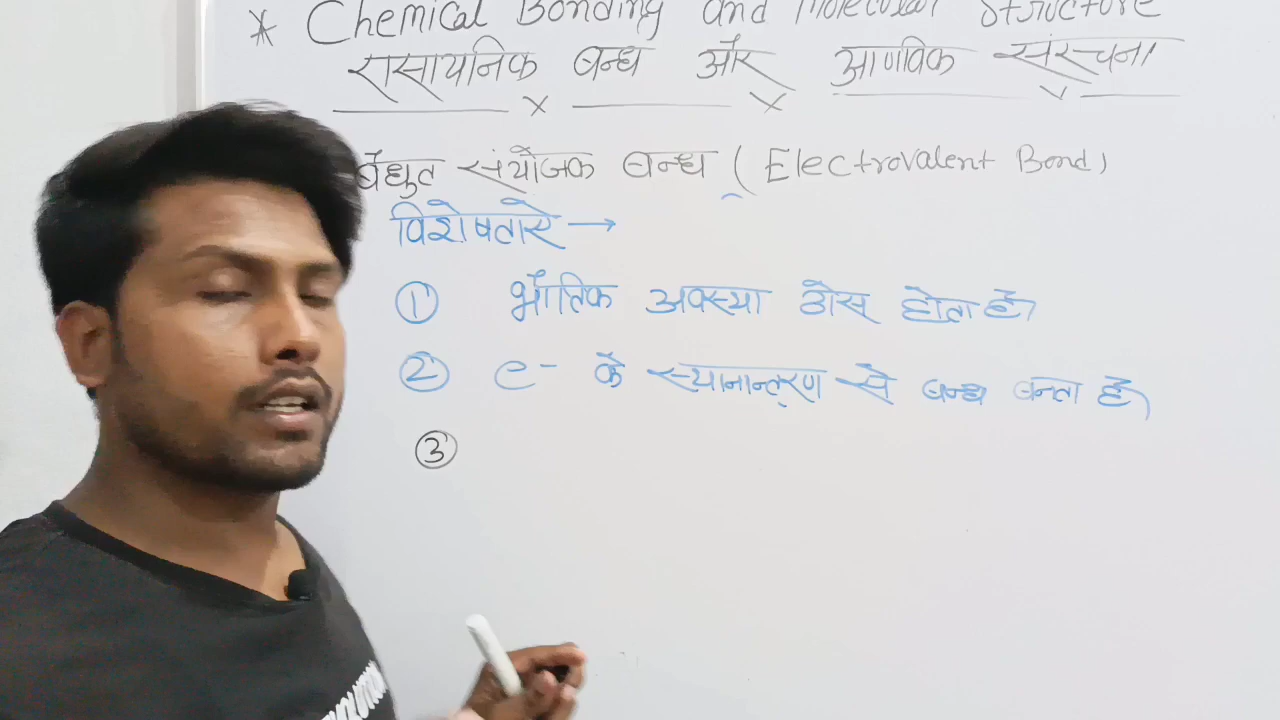 * Chemical Bonding and Molecular Structure
रासायनिक बन्ध और आणविक संरचना
वैद्युत संयोजक बन्ध ( Electrovalent Bond )
विशेषताऐ →
① भौतिक अवस्था ठोस होता है।
② e- के स्थानान्तरण से बन्ध बनता है।
③